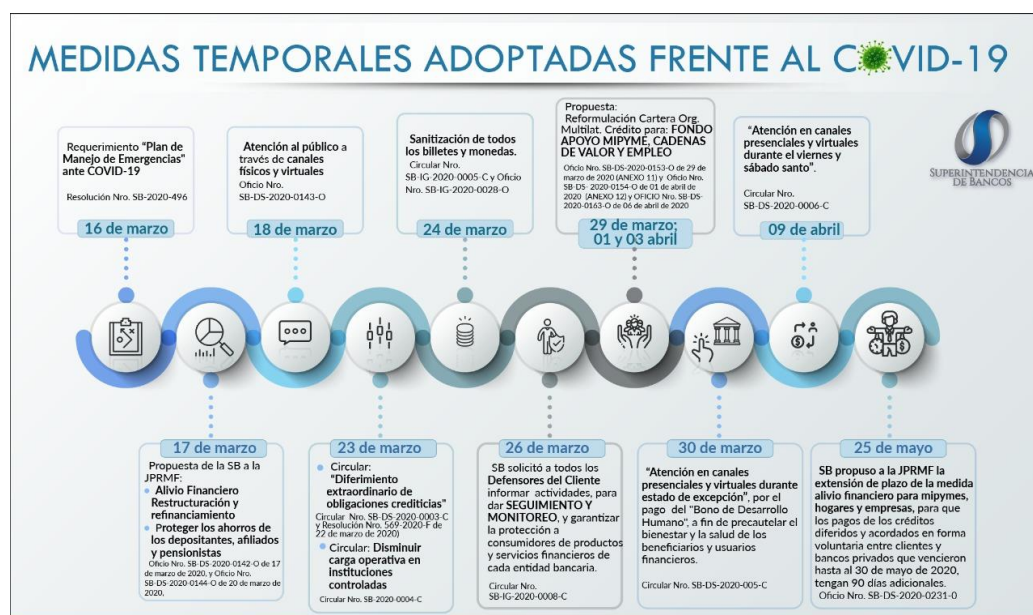 MEDIDAS TEMPORALES ADOPTADAS FRENTE AL COVID-19
SUPERINTENDENCIA
DE BANCOS
Requerimiento "Plan de
Manejo de Emergencias"
ante COVID-19
Resolución Nro. SB-2020-496
16 de marzo
Atención al público a
través de canales
físicos y virtuales
Oficio Nro.
SB-DS-2020-0143-O
18 de marzo
Sanitización de todos
los billetes y monedas.
Circular Nro.
SB-IG-2020-0005-C y Oficio
Nro. SB-IG-2020-0028-O
24 de marzo
Propuesta:
Reformulación Cartera Org.
Multilat. Crédito para: FONDO
APOYO MIPYME, CADENAS
DE VALOR Y EMPLEO
Oficio Nro. SB-DS-2020-0153-O de 29 de
marzo de 2020 (ANEXO 11) y Oficio Nro.
SB-DS- 2020-0154-O de 01 de abril de
2020 (ANEXO 12) y OFICIO Nro. SB-DS-
2020-0163-O de 06 de abril de 2020
29 de marzo;
01 y 03 abril
"Atención en canales
presenciales y virtuales
durante el viernes y
sábado santo".
Circular Nro.
SB-DS-2020-0006-C
09 de abril
17 de marzo
Propuesta de la SB a la
JPRMF:
Alivio Financiero
Restructuración y
refinanciamiento
Proteger los ahorros de
los depositantes, afiliados
y pensionistas
Oficio Nro. SB-DS-2020-0142-O de 17
de marzo de 2020, y Oficio Nro.
SB-DS-2020-0144-O de 20 de marzo de
2020,
23 de marzo
Circular:
"Diferimiento
extraordinario de
obligaciones crediticias"
Circular Nro. SB-DS-2020-0003-C
y Resolución Nro. 569-2020-F de
22 de marzo de 2020)
Circular: Disminuir
carga operativa en
instituciones
controladas
Circular Nro. SB-2020-0004-C
26 de marzo
SB solicitó a todos los
Defensores del Cliente
informar actividades, para
dar SEGUIMIENTO Y
MONITOREO, y garantizar
la protección a
consumidores de productos
y servicios financieros de
cada entidad bancaria.
Circular Nro.
SB-IG-2020-0008-C
30 de marzo
"Atención en canales
presenciales y virtuales durante
estado de excepción", por el
pago del "Bono de Desarrollo
Humano", a fin de precautelar el
bienestar y la salud de los
beneficiarios y usuarios
financieros.
Circular Nro. SB-DS-2020-005-C
25 de mayo
SB propuso a la JPRMF la
extensión de plazo de la medida
alivio financiero para mipymes,
hogares y empresas, para que
los pagos de los créditos
diferidos y acordados en forma
voluntaria entre clientes y
bancos privados que vencieron
hasta al 30 de mayo de 2020,
tengan 90 días adicionales.
Oficio Nro. SB-DS-2020-0231-0